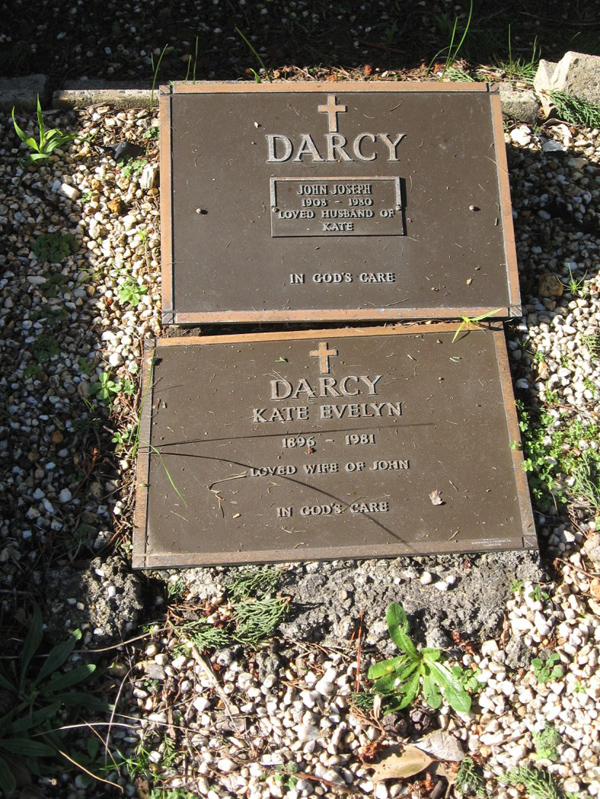 DARCY
JOHN JOSEPH
1908 - 1980
LOVED HUSBAND OF
KATE
IN GOD'S CARE
DARCY
KATE EVELYN
1896 - 1981
LOVED WIFE OF JOHN
IN GOD'S CARE